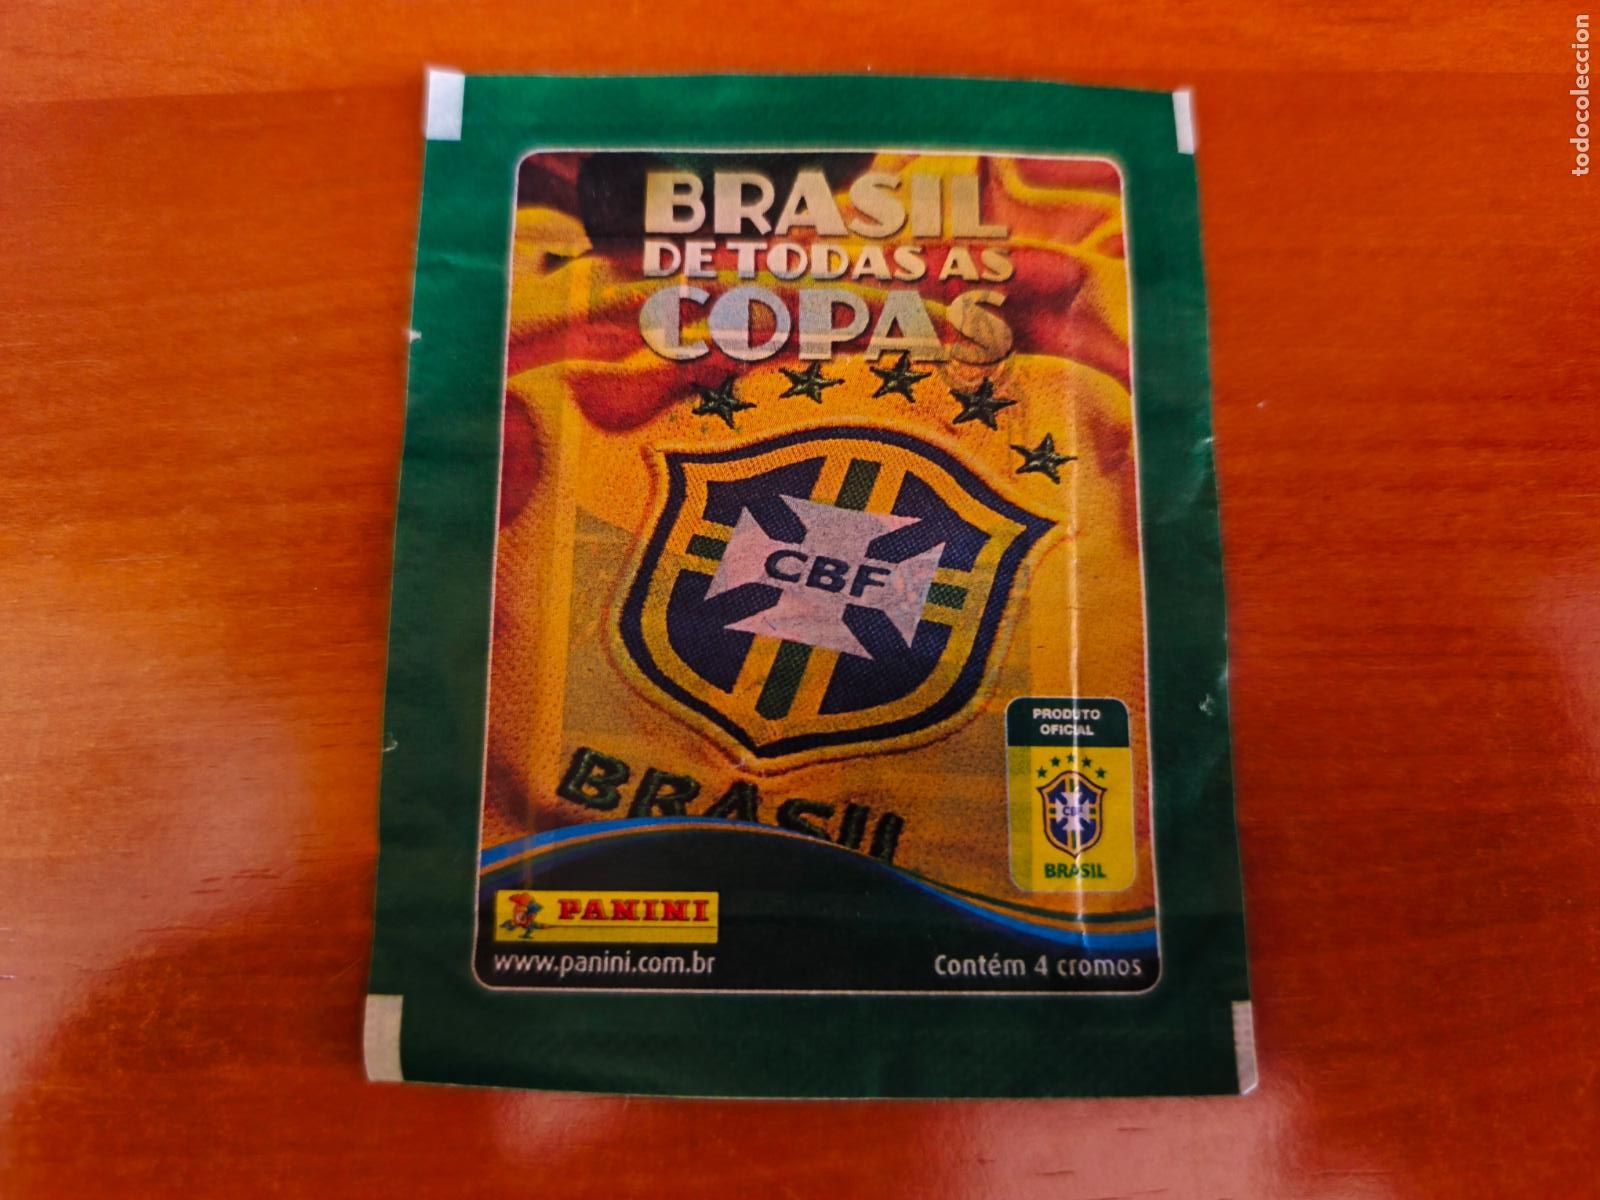 BRASIL
DE TODAS AS
COPAS
CBF
BRASIL
PRODUTO
OFICIAL
CBF
BRASIL
PANINI
www.panini.com.br
Contém 4 cromos
todocoleccion